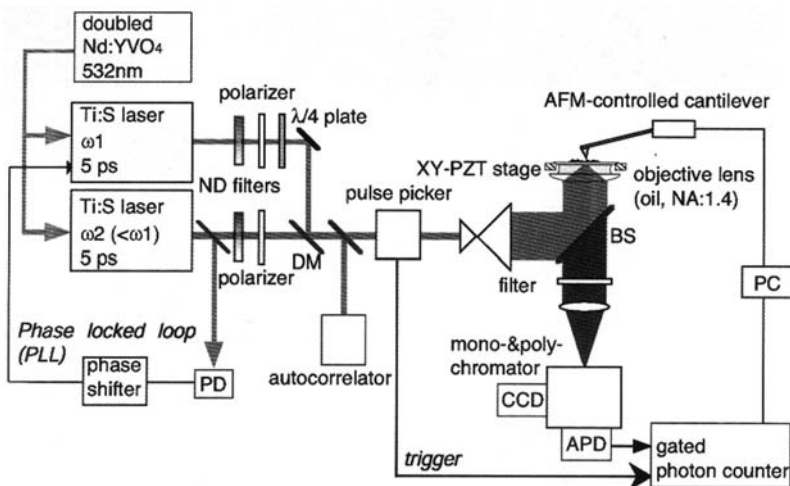 doubled
Nd:YVO₄
532nm
Ti:S laser
ω1
5 ps
Ti:S laser
ω2 (<ω1)
5 ps
polarizer
λ/4 plate
ND filters
polarizer
DM
pulse picker
autocorrelator
Phase locked loop
(PLL)
phase
shifter
PD
AFM-controlled cantilever
XY-PZT stage
objective lens
(oil, NA:1.4)
BS
filter
PC
mono-&poly-
chromator
CCD
APD
trigger
gated
photon counter